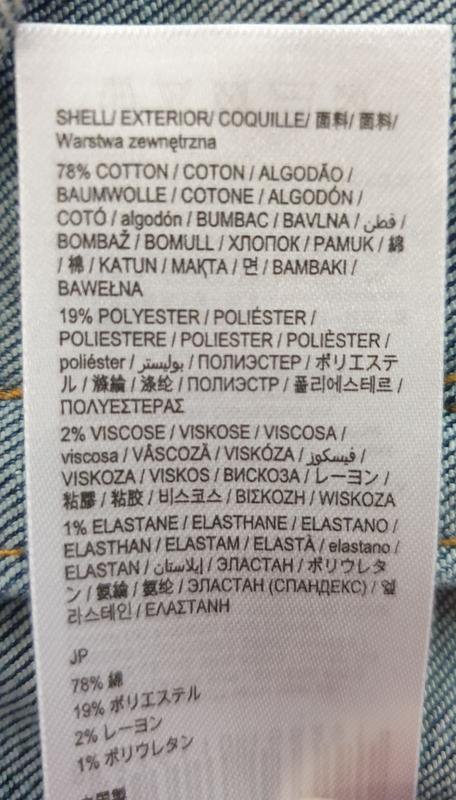 SHELL/ EXTERIOR/ COQUILLE/ 面料/ 面料/
Warstwa zewnętrzna
78% COTTON / COTON / ALGODÃO /
BAUMWOLLE / COTONE / ALGODÓN /
COTÓ / algodón / BUMBAC / BAVLNA / قطن /
BOMBAŽ / BOMULL / ХЛОПОК / PAMUK / 綿
/ 棉 / KATUN / МАҚТА / 면 / BAMBAKI /
BAWEŁNA
19% POLYESTER / POLIÉSTER /
POLIESTERE / POLIESTER / POLIÈSTER /
poliéster / بوليستر / ПОЛИЭСТЕР / ポリエステ
ル / 滌綸 / 涤纶 / ПОЛИЭСТР / 폴리에스테르 /
ΠΟΛΥΕΣΤΕΡΑΣ
2% VISCOSE / VISKOSE / VISCOSA /
viscosa / VÂSCOZĂ / VISKÓZA / فيسكوز /
VISKOZA / VISKOS / ВИСКОЗА / レーヨン /
粘膠 / 粘胶 / 비스코스 / ΒΙΣΚΟΖΗ / WISKOZA
1% ELASTANE / ELASTHANE / ELASTANO /
ELASTHAN / ELASTAM / ELASTÀ / elastano /
ELASTAN / إيلاستان / ЭЛАСТАН / ポリウレタ
ン / 氨綸 / 氨纶 / ЭЛАСТАН (СПАНДЕКС) / 엘
라스테인 / ΕΛΑΣΤΑΝΗ
JP
78% 綿
19% ポリエステル
2% レーヨン
1% ポリウレタン